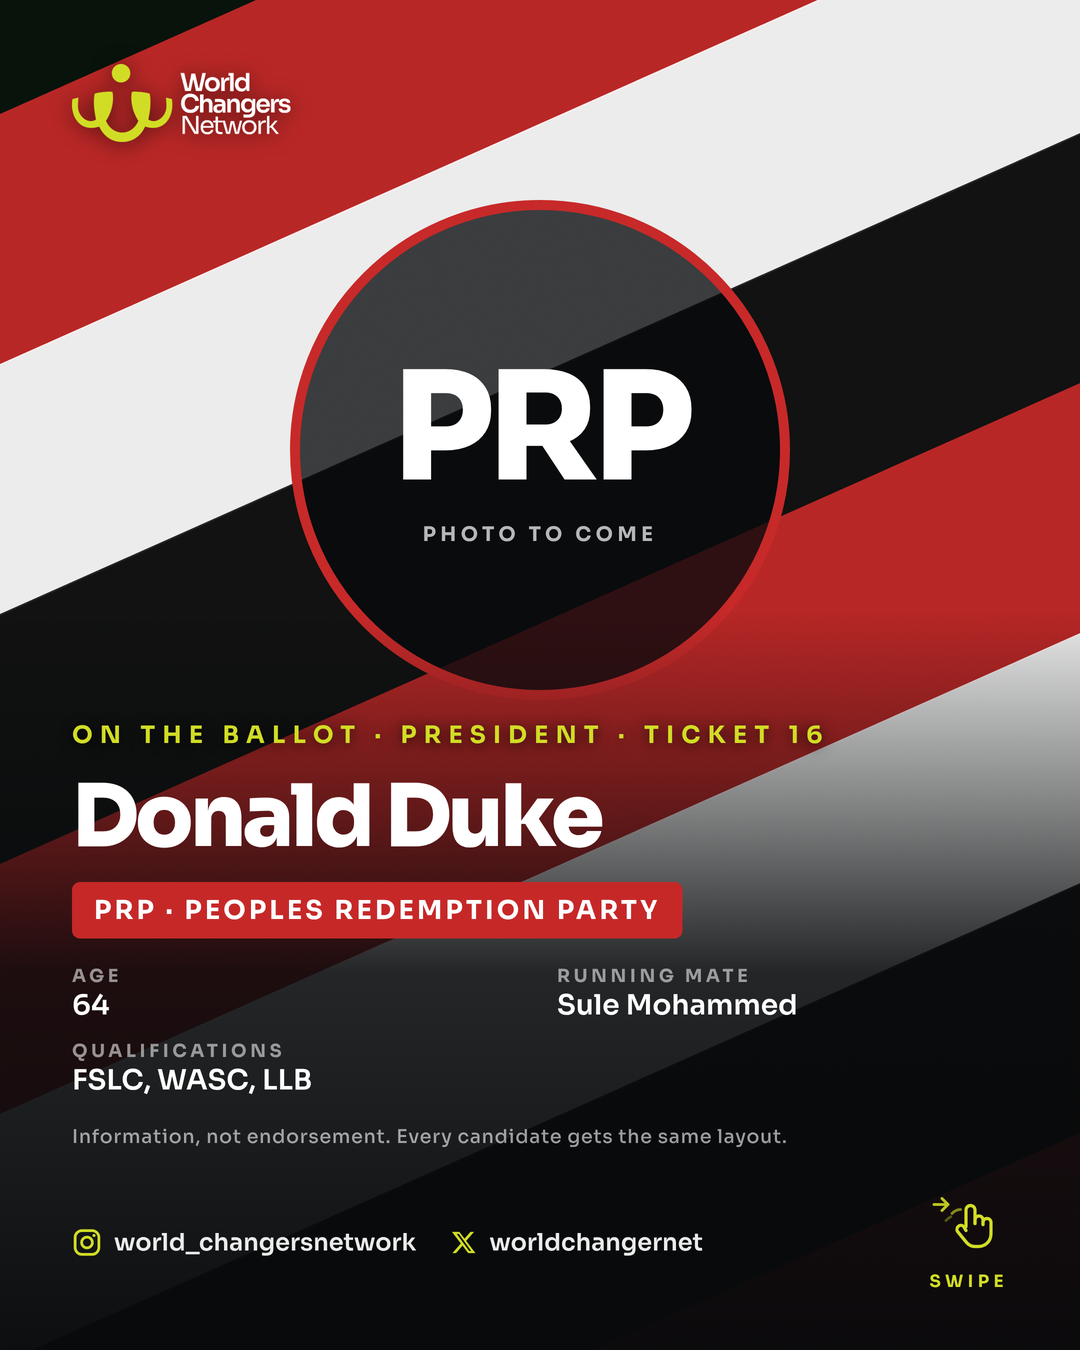 World
Changers
Network
PRP
PHOTO TO COME
ON THE BALLOT · PRESIDENT · TICKET 16
Donald Duke
PRP · PEOPLES REDEMPTION PARTY
AGE
64
RUNNING MATE
Sule Mohammed
QUALIFICATIONS
FSLC, WASC, LLB
Information, not endorsement. Every candidate gets the same layout.
world_changersnetwork
worldchangernet
SWIPE